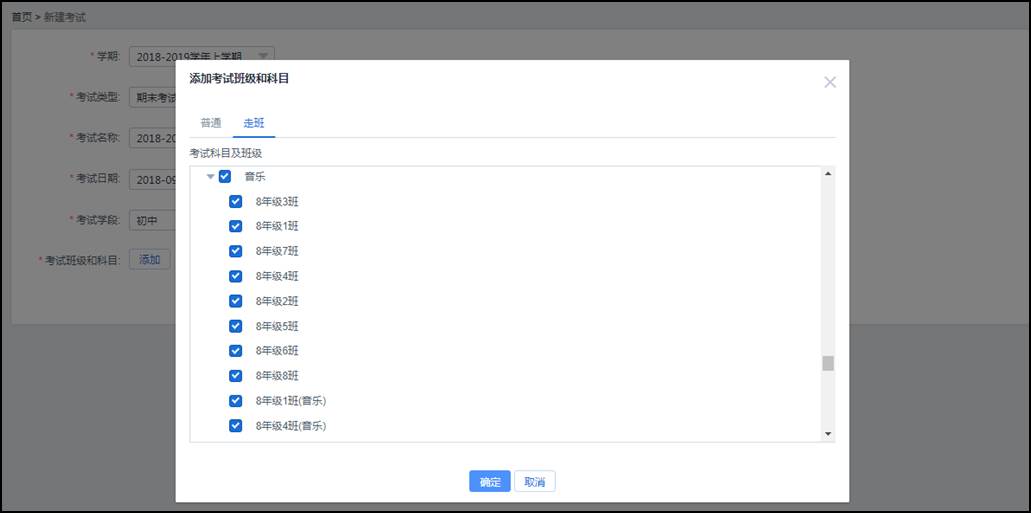 首页 > 新建考试
* 学期: 2018-2019学年上学期
添加考试班级和科目
* 考试类型: 期末考试
普通 走班
* 考试名称: 2018-20
考试科目及班级
* 考试日期: 2018-09
音乐
8年级3班
* 考试学段: 初中
8年级1班
8年级7班
* 考试班级和科目: 添加
8年级4班
8年级2班
8年级5班
8年级6班
8年级8班
8年级1班(音乐)
8年级4班(音乐)
确定 取消